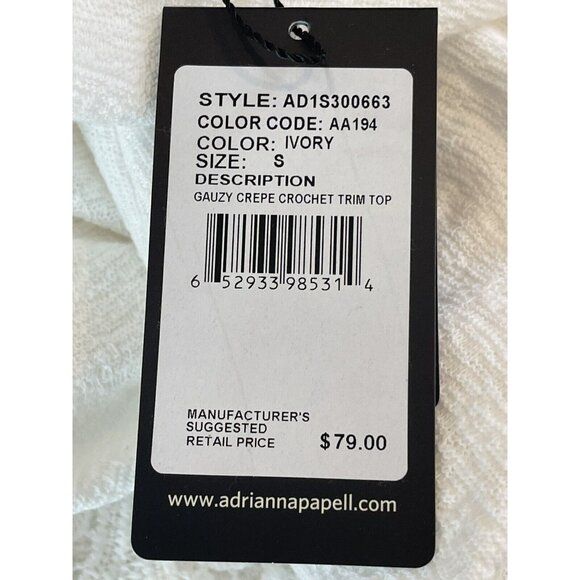 STYLE: AD1S300663
COLOR CODE: AA194
COLOR: IVORY
SIZE: S
DESCRIPTION
GAUZY CREPE CROCHET TRIM TOP
6 52933 98531 4
MANUFACTURER'S
SUGGESTED
RETAIL PRICE $79.00
www.adriannapapell.com